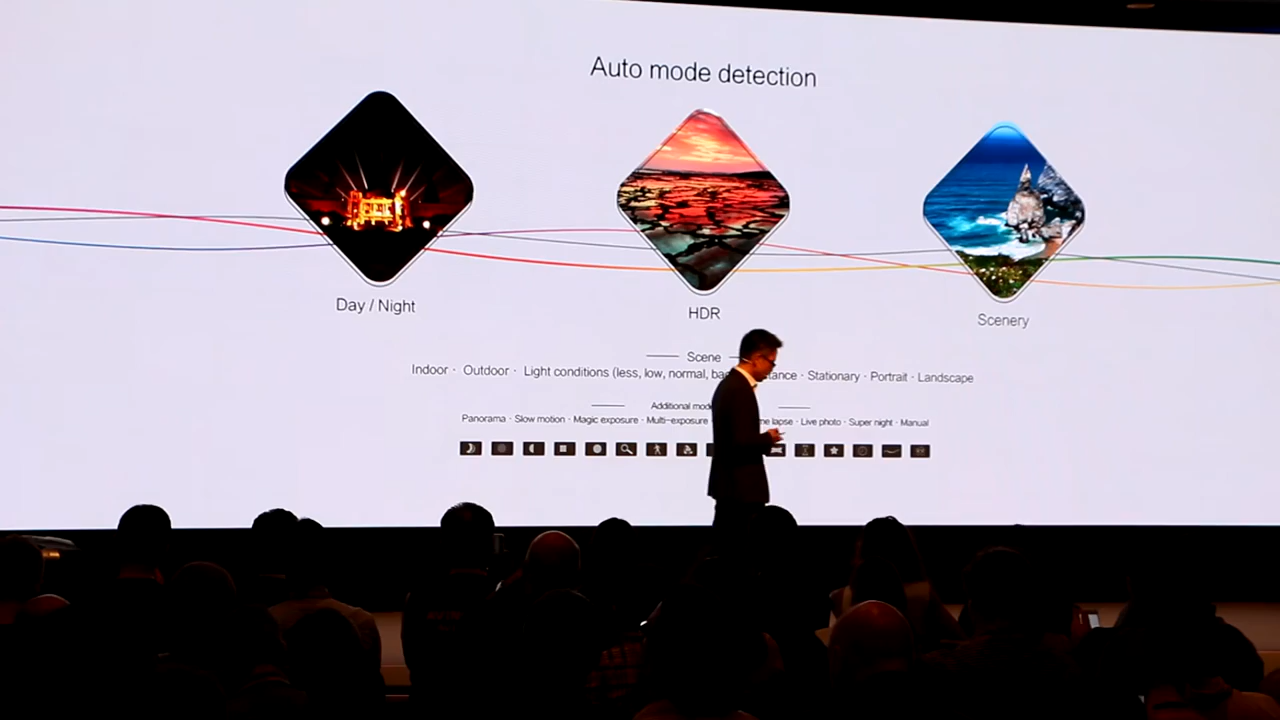 Auto mode detection
Day / Night
HDR
Scenery
Scene
Indoor · Outdoor · Light conditions (less, low, normal, · Stationary · Portrait · Landscape
Additional
Panorama · Slow motion · Magic exposure · Multi-exposure lapse · Live photo · Super night · Manual